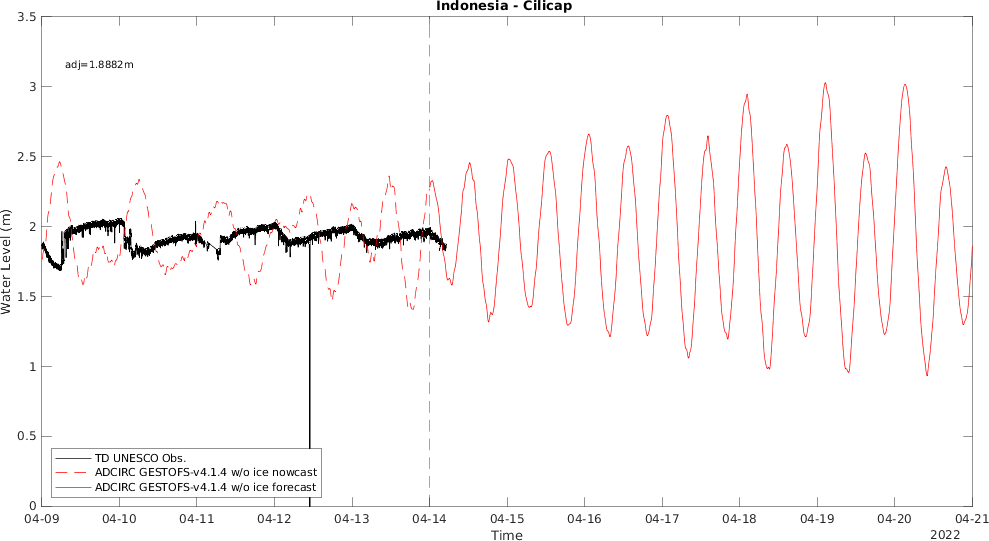 Indonesia - Cilicap
adj=1.8882m
Water Level (m)
3.5
3
2.5
2
1.5
1
0.5
0
TD UNESCO Obs.
ADCIRC GESTOFS-v4.1.4 w/o ice nowcast
ADCIRC GESTOFS-v4.1.4 w/o ice forecast
04-09 04-10 04-11 04-12 04-13 04-14 04-15 04-16 04-17 04-18 04-19 04-20 04-21
Time
2022